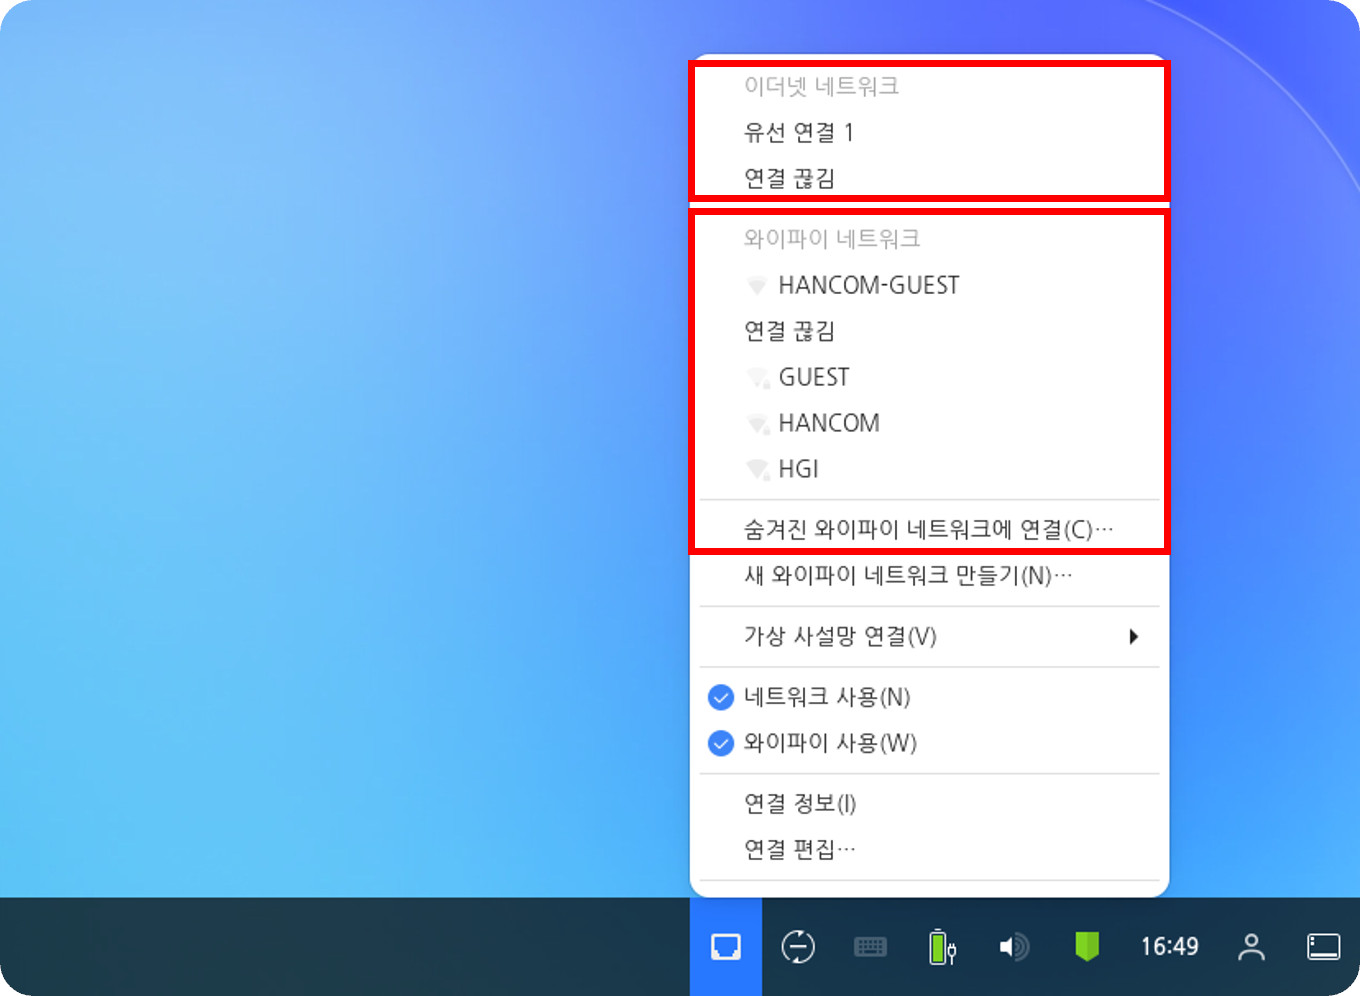 이더넷 네트워크
유선 연결 1
연결 끊김
와이파이 네트워크
HANCOM-GUEST
연결 끊김
GUEST
HANCOM
HGI
숨겨진 와이파이 네트워크에 연결(C)…
새 와이파이 네트워크 만들기(N)…
가상 사설망 연결(V)
네트워크 사용(N)
와이파이 사용(W)
연결 정보(I)
연결 편집…
16:49